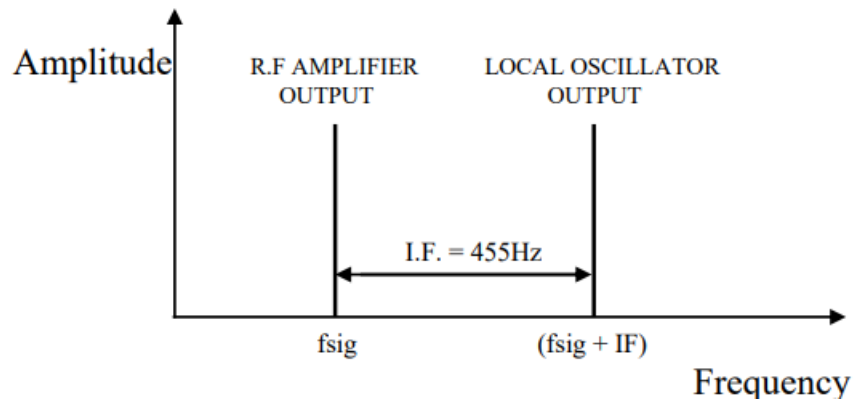 Amplitude
R.F AMPLIFIER
OUTPUT
LOCAL OSCILLATOR
OUTPUT
I.F. = 455Hz
fsig
(fsig + IF)
Frequency